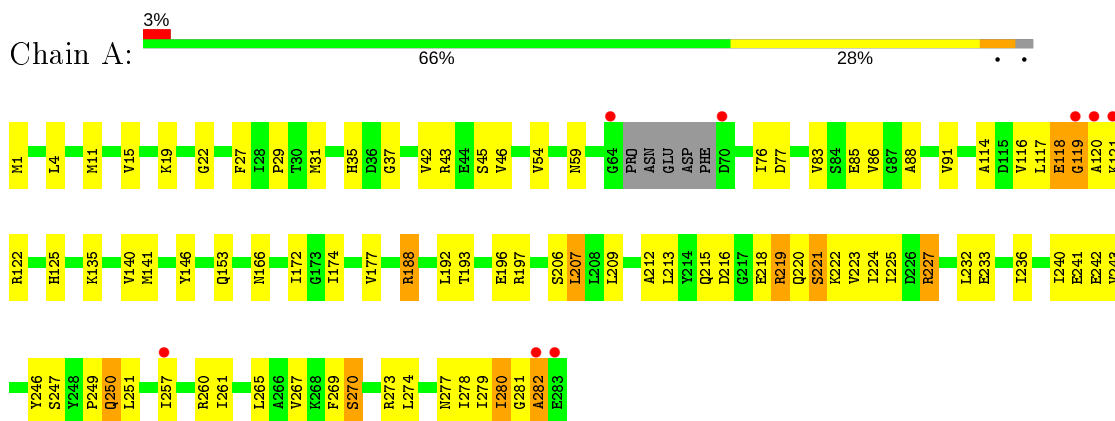 3%
Chain A:
66% 28% • •
M1 L4 M11 V15 K19 G22 F27 I28 P29 T30 M31 H35 D36 G37 V42 R43 E44 S45 V46 V54 N59 G64 PRO ASN GLU ASP PHE D70 I76 D77 V83 S84 E85 V86 G87 A88 V91 A114 D115 V116 L117 E118 G119 A120 K121
R122 H125 K135 V140 M141 Y146 Q153 N166 I172 G173 I174 V177 R188 L192 T193 E196 R197 S206 L207 L208 L209 A212 L213 Y214 Q215 D216 G217 E218 R219 Q220 S221 K222 V223 I224 I225 D226 R227 L232 E233 I236 I240 E241 E242
Y246 S247 Y248 P249 Q250 L251 I257 R260 I261 L265 A266 V267 K268 F269 S270 R273 L274 N277 I278 I279 I280 G281 A282 E283